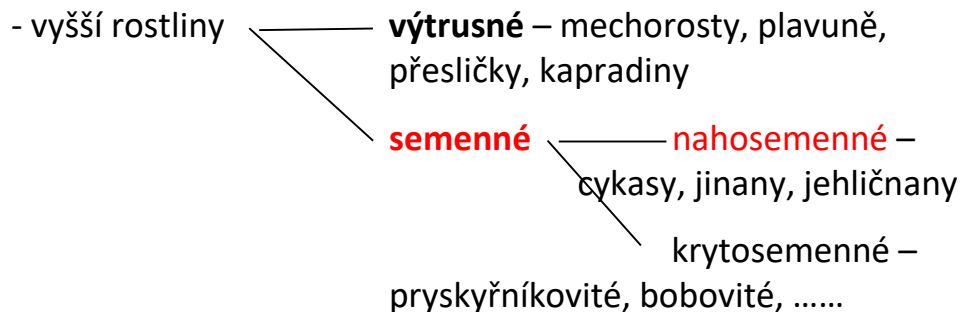 - vyšší rostliny výtrusné – mechorosty, plavuně,
přesličky, kapradiny
semenné nahosemenné –
cykasy, jinany, jehličnany
krytosemenné –
pryskyřníkovité, bobovité, ……